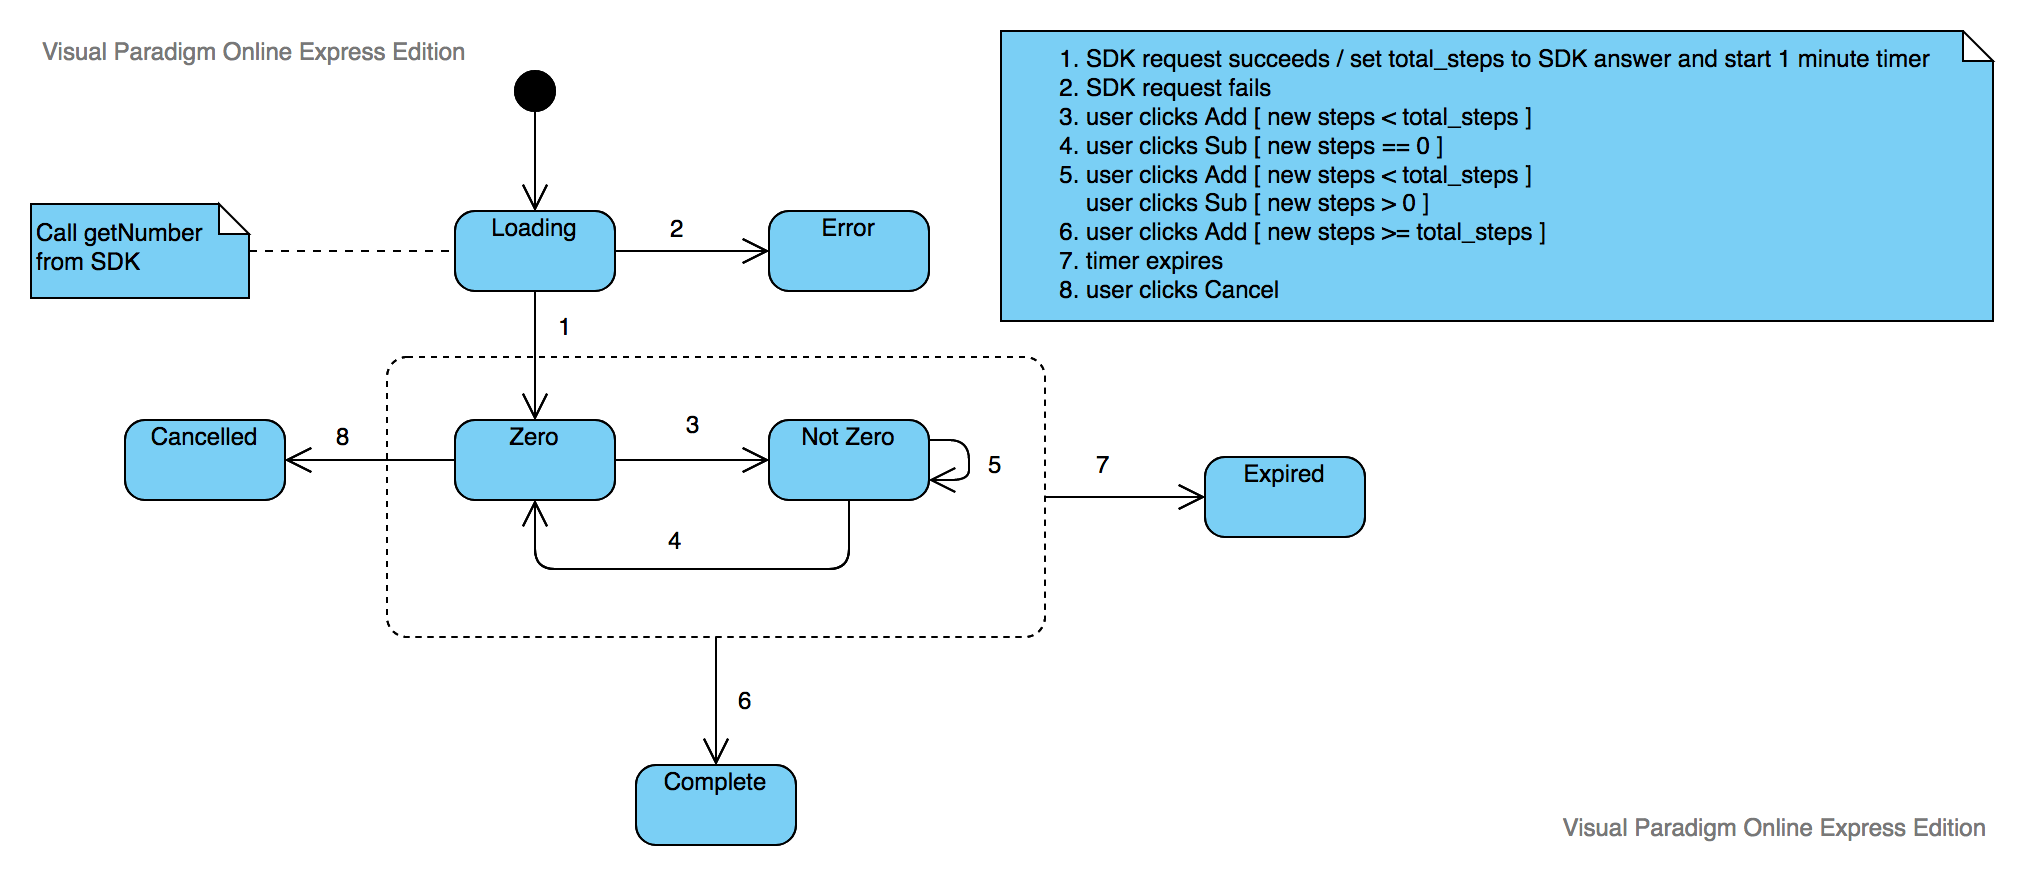 Visual Paradigm Online Express Edition
1. SDK request succeeds / set total_steps to SDK answer and start 1 minute timer
2. SDK request fails
3. user clicks Add [ new steps < total_steps ]
4. user clicks Sub [ new steps == 0 ]
5. user clicks Add [ new steps < total_steps ]
user clicks Sub [ new steps > 0 ]
6. user clicks Add [ new steps >= total_steps ]
7. timer expires
8. user clicks Cancel
Call getNumber
from SDK
Loading
2
Error
1
Cancelled
8
Zero
3
Not Zero
5
7
Expired
4
6
Complete
Visual Paradigm Online Express Edition